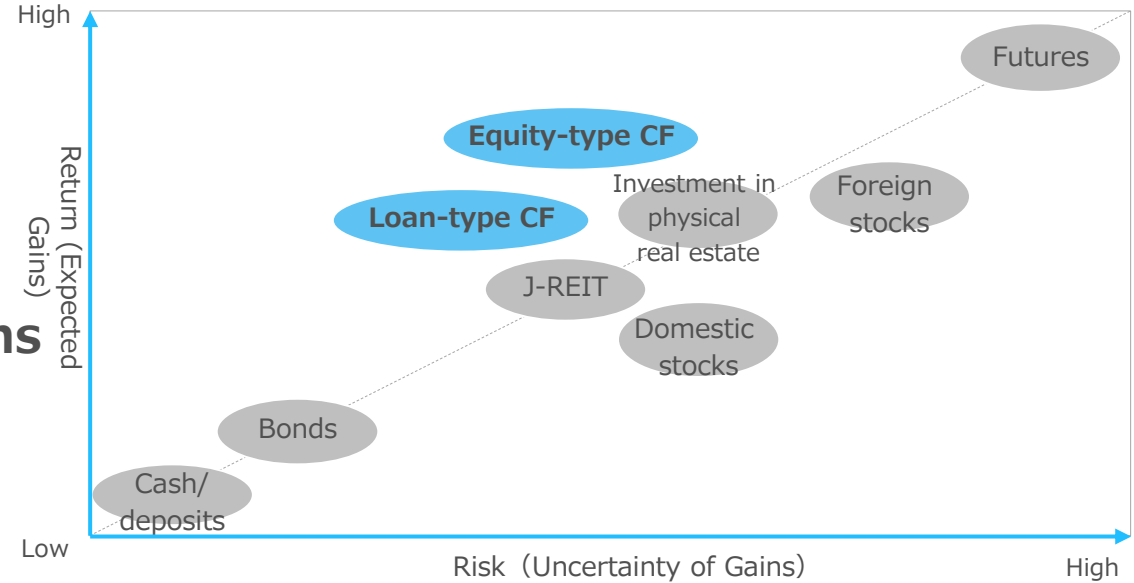 High
Futures
Equity-type CF
Investment in
physical
real estate
Foreign
stocks
Loan-type CF
Return (Expected
Gains)
J-REIT
ns
Domestic
stocks
Bonds
Cash/
deposits
Low
Risk（Uncertainty of Gains）
High